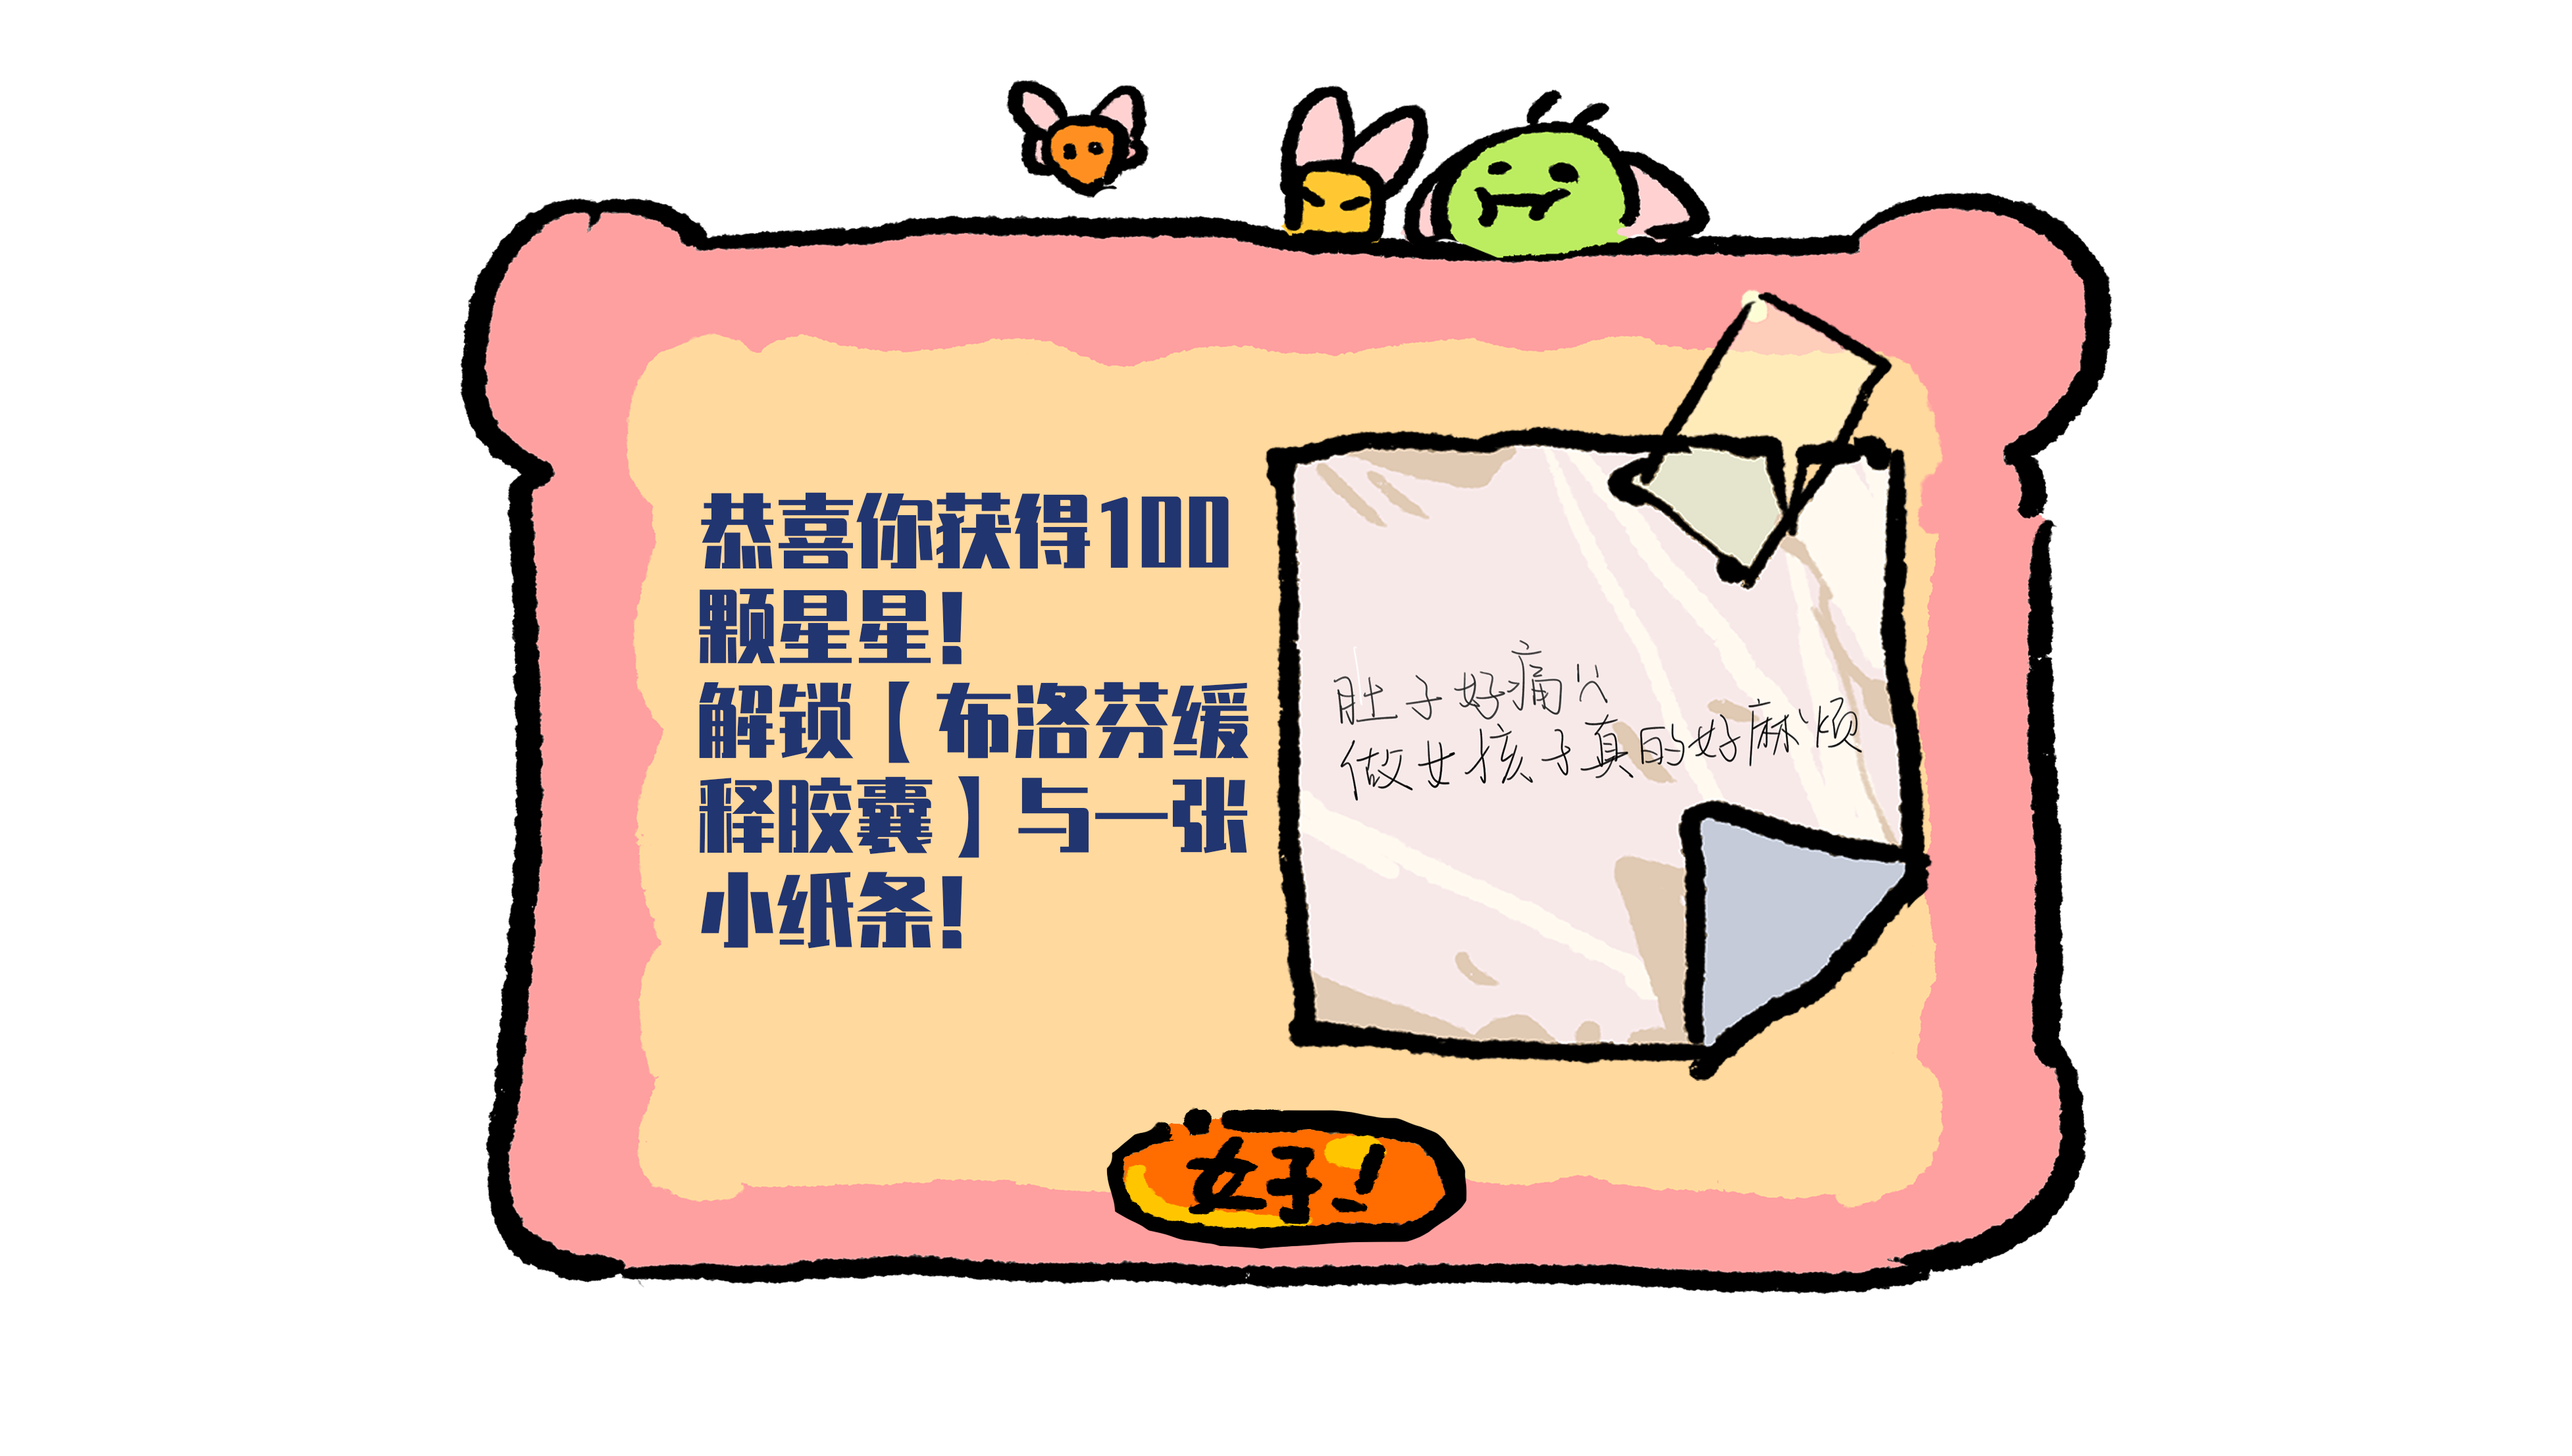 恭喜你获得100
颗星星！
解锁【布洛芬缓
释胶囊】与一张
小纸条！
肚子好痛
做女孩子真的好麻烦
好！